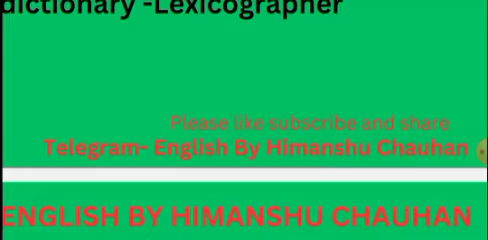 dictionary -Lexicographer
Please like subscribe and share
Telegram- English By Himanshu Chauhan
ENGLISH BY HIMANSHU CHAUHAN